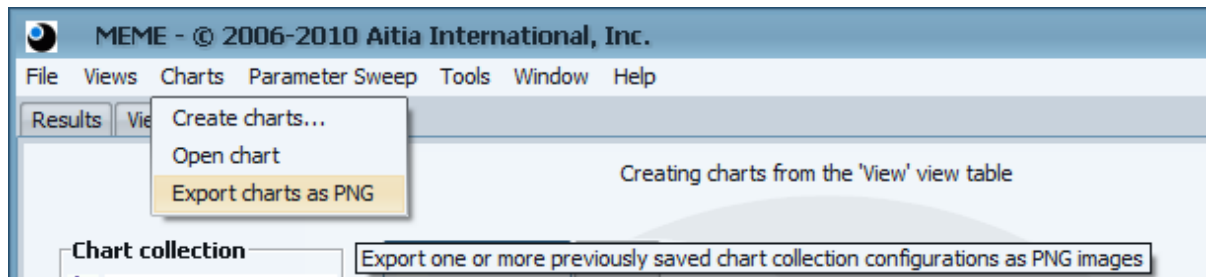 MEME - © 2006-2010 Aitia International, Inc.
File Views Charts Parameter Sweep Tools Window Help
Results Vie
Create charts...
Open chart
Export charts as PNG
Creating charts from the 'View' view table
Chart collection
Export one or more previously saved chart collection configurations as PNG images